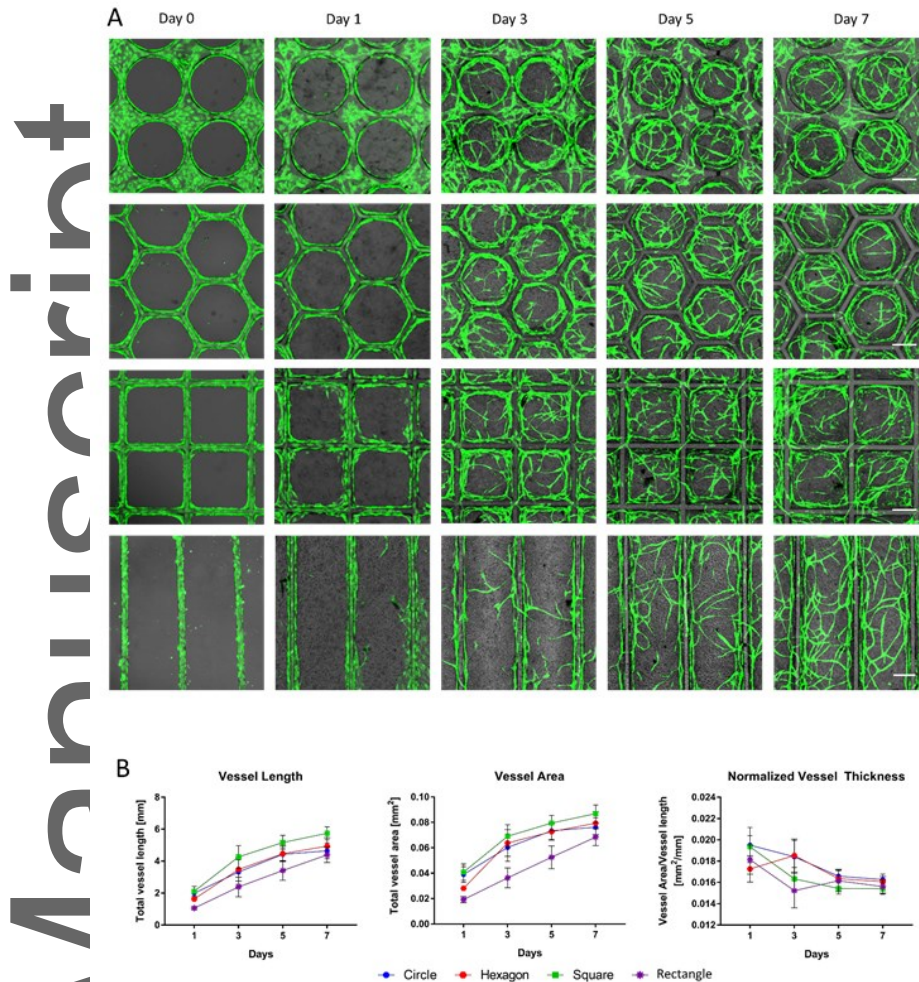 A
Day 0 Day 1 Day 3 Day 5 Day 7
B
Vessel Length
Total vessel length [mm]
8
6
4
2
0
1 3 5 7
Days
Vessel Area
Total vessel area [mm²]
0.10
0.08
0.06
0.04
0.02
0.00
1 3 5 7
Days
Normalized Vessel Thickness
Vessel Area/Vessel length
[mm²/mm]
0.024
0.022
0.020
0.018
0.016
0.014
0.012
1 3 5 7
Days
Circle Hexagon Square Rectangle
Manuscript